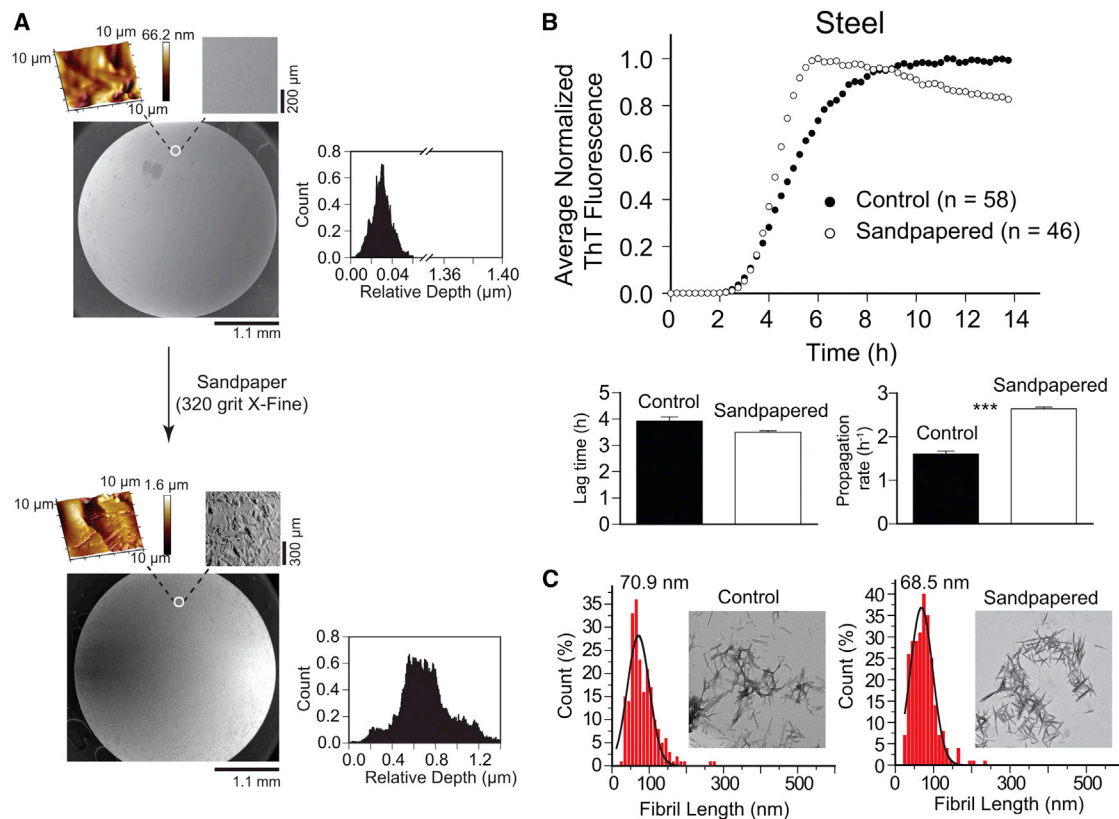 A
10 µm
66.2 nm
10 µm
10 µm
200 µm
1.1 mm
0.8
0.6
0.4
0.2
0.0
Count
0.00 0.04 1.36 1.40
Relative Depth (µm)
Sandpaper
(320 grit X-Fine)
10 µm
1.6 µm
10 µm
10 µm
300 µm
1.1 mm
0.8
0.6
0.4
0.2
0.0
Count
0.0 0.4 0.8 1.2
Relative Depth (µm)
B
Steel
Average Normalized
ThT Fluorescence
1.0
0.8
0.6
0.4
0.2
0.0
Control (n = 58)
Sandpapered (n = 46)
0 2 4 6 8 10 12 14
Time (h)
Lag time (h)
5
4
3
2
1
0
Control
Sandpapered
Propagation
rate (h⁻¹)
3
2
1
0
Control
***
Sandpapered
C
70.9 nm
Control
Count (%)
35
30
25
20
15
10
5
0
0 100 300 500
Fibril Length (nm)
68.5 nm
Sandpapered
Count (%)
40
35
30
25
20
15
10
5
0
0 100 300 500
Fibril Length (nm)